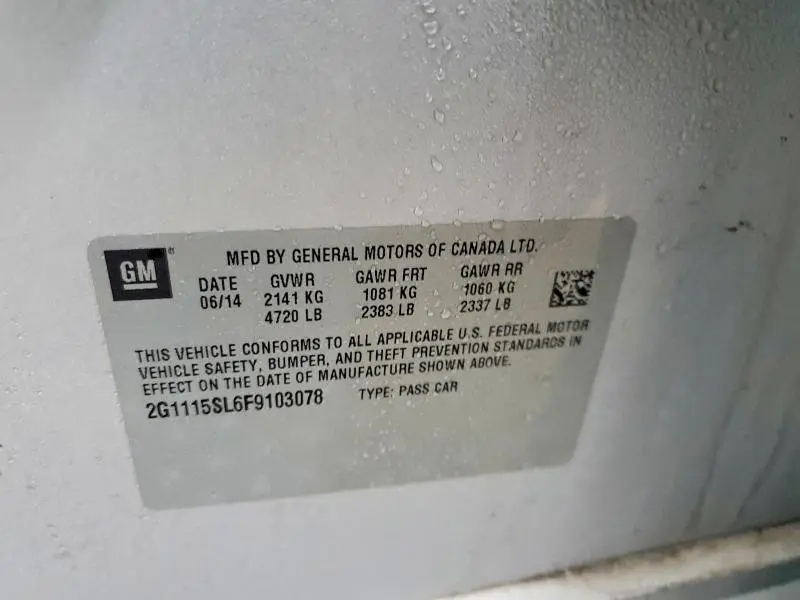 GM
MFD BY GENERAL MOTORS OF CANADA LTD.
DATE GVWR GAWR FRT GAWR RR
06/14 2141 KG 1081 KG 1060 KG
4720 LB 2383 LB 2337 LB
THIS VEHICLE CONFORMS TO ALL APPLICABLE U.S. FEDERAL MOTOR
VEHICLE SAFETY, BUMPER, AND THEFT PREVENTION STANDARDS IN
EFFECT ON THE DATE OF MANUFACTURE SHOWN ABOVE.
2G1115SL6F9103078 TYPE: PASS CAR